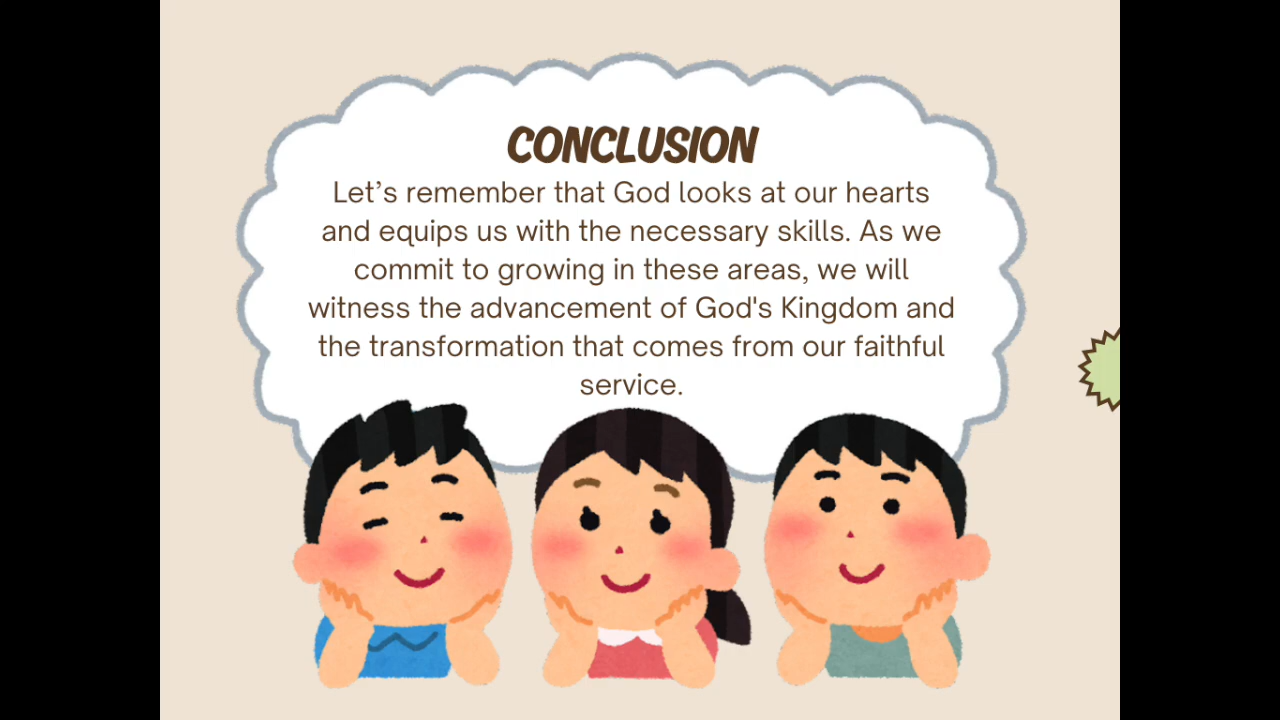 CONCLUSION
Let’s remember that God looks at our hearts
and equips us with the necessary skills. As we
commit to growing in these areas, we will
witness the advancement of God's Kingdom and
the transformation that comes from our faithful
service.